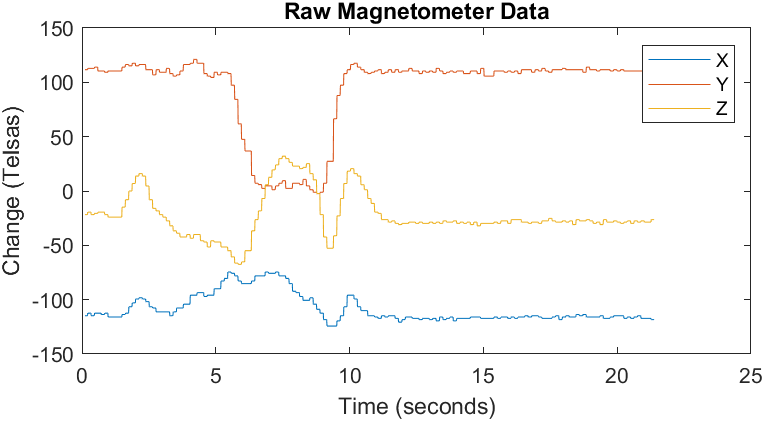 Raw Magnetometer Data
150
100
50
0
-50
-100
-150
Change (Telsas)
X
Y
Z
0 5 10 15 20 25
Time (seconds)